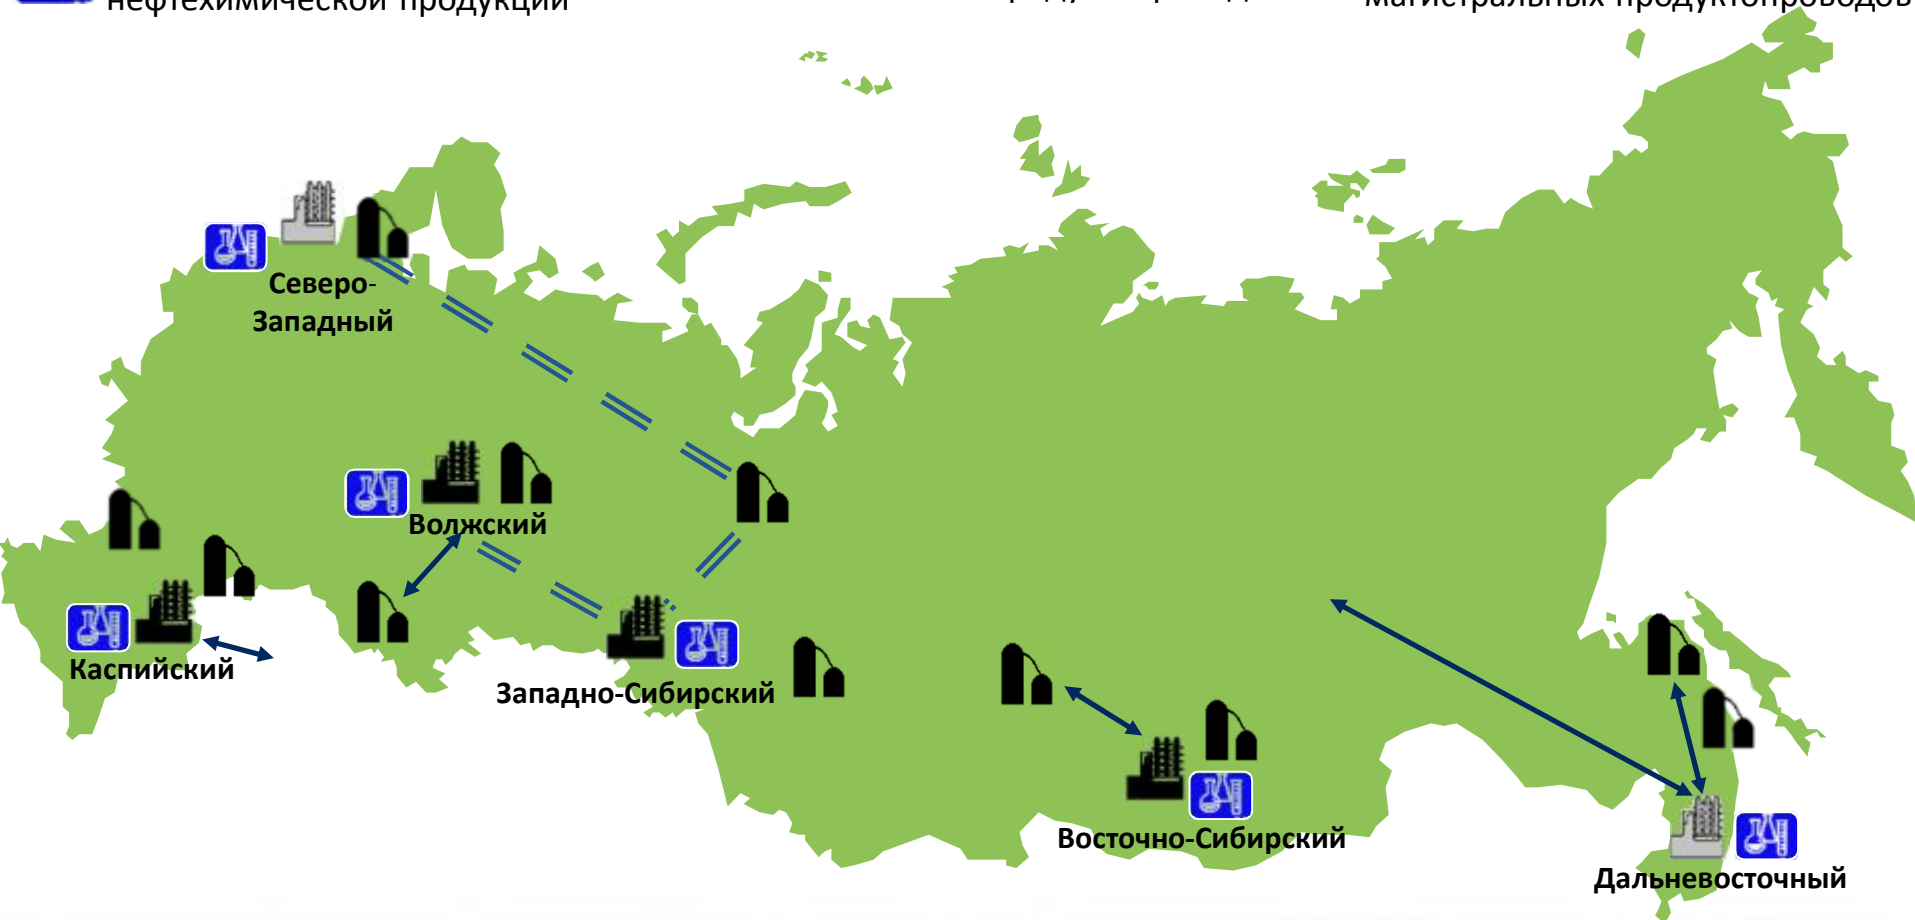 нефтехимической продукции
магистральных продуктопроводов
Северо-
Западный
Волжский
Каспийский
Западно-Сибирский
Восточно-Сибирский
Дальневосточный